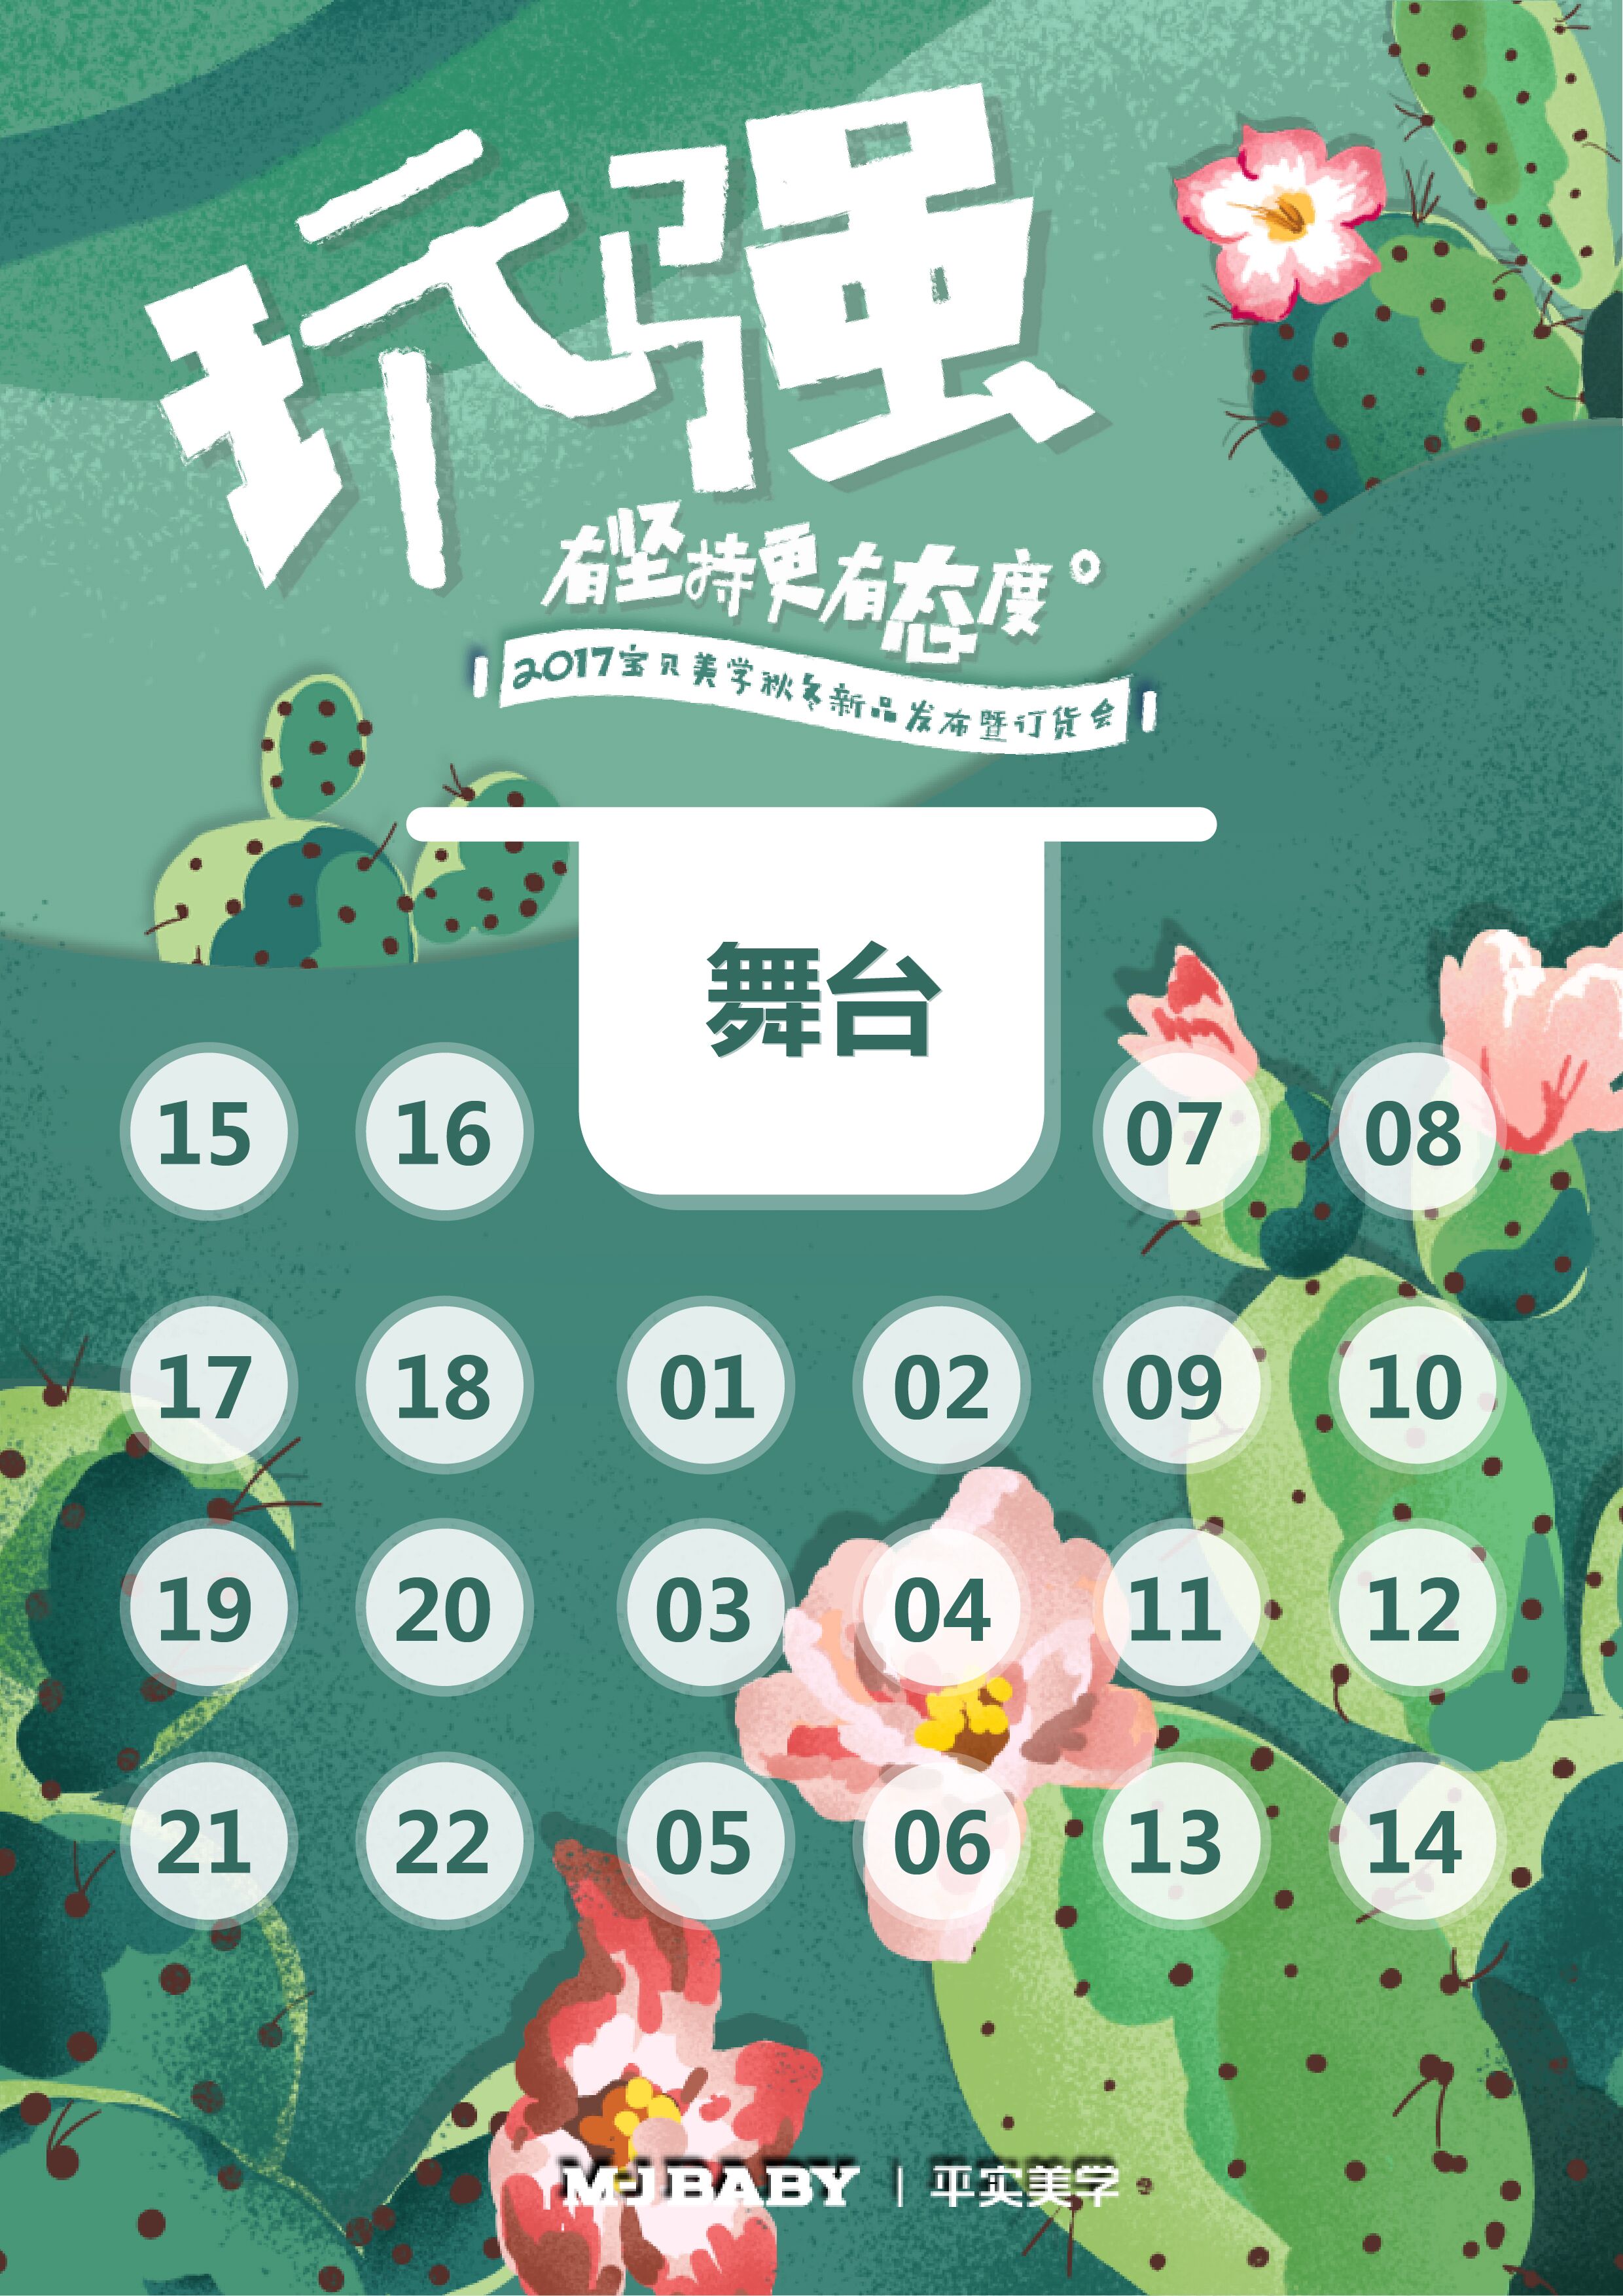 玩强
有坚持更有态度。
2017宝贝美学秋冬新品发布暨订货会
舞台
15 16 07 08
17 18 01 02 09 10
19 20 03 04 11 12
21 22 05 06 13 14
M·J BABY | 平实美学